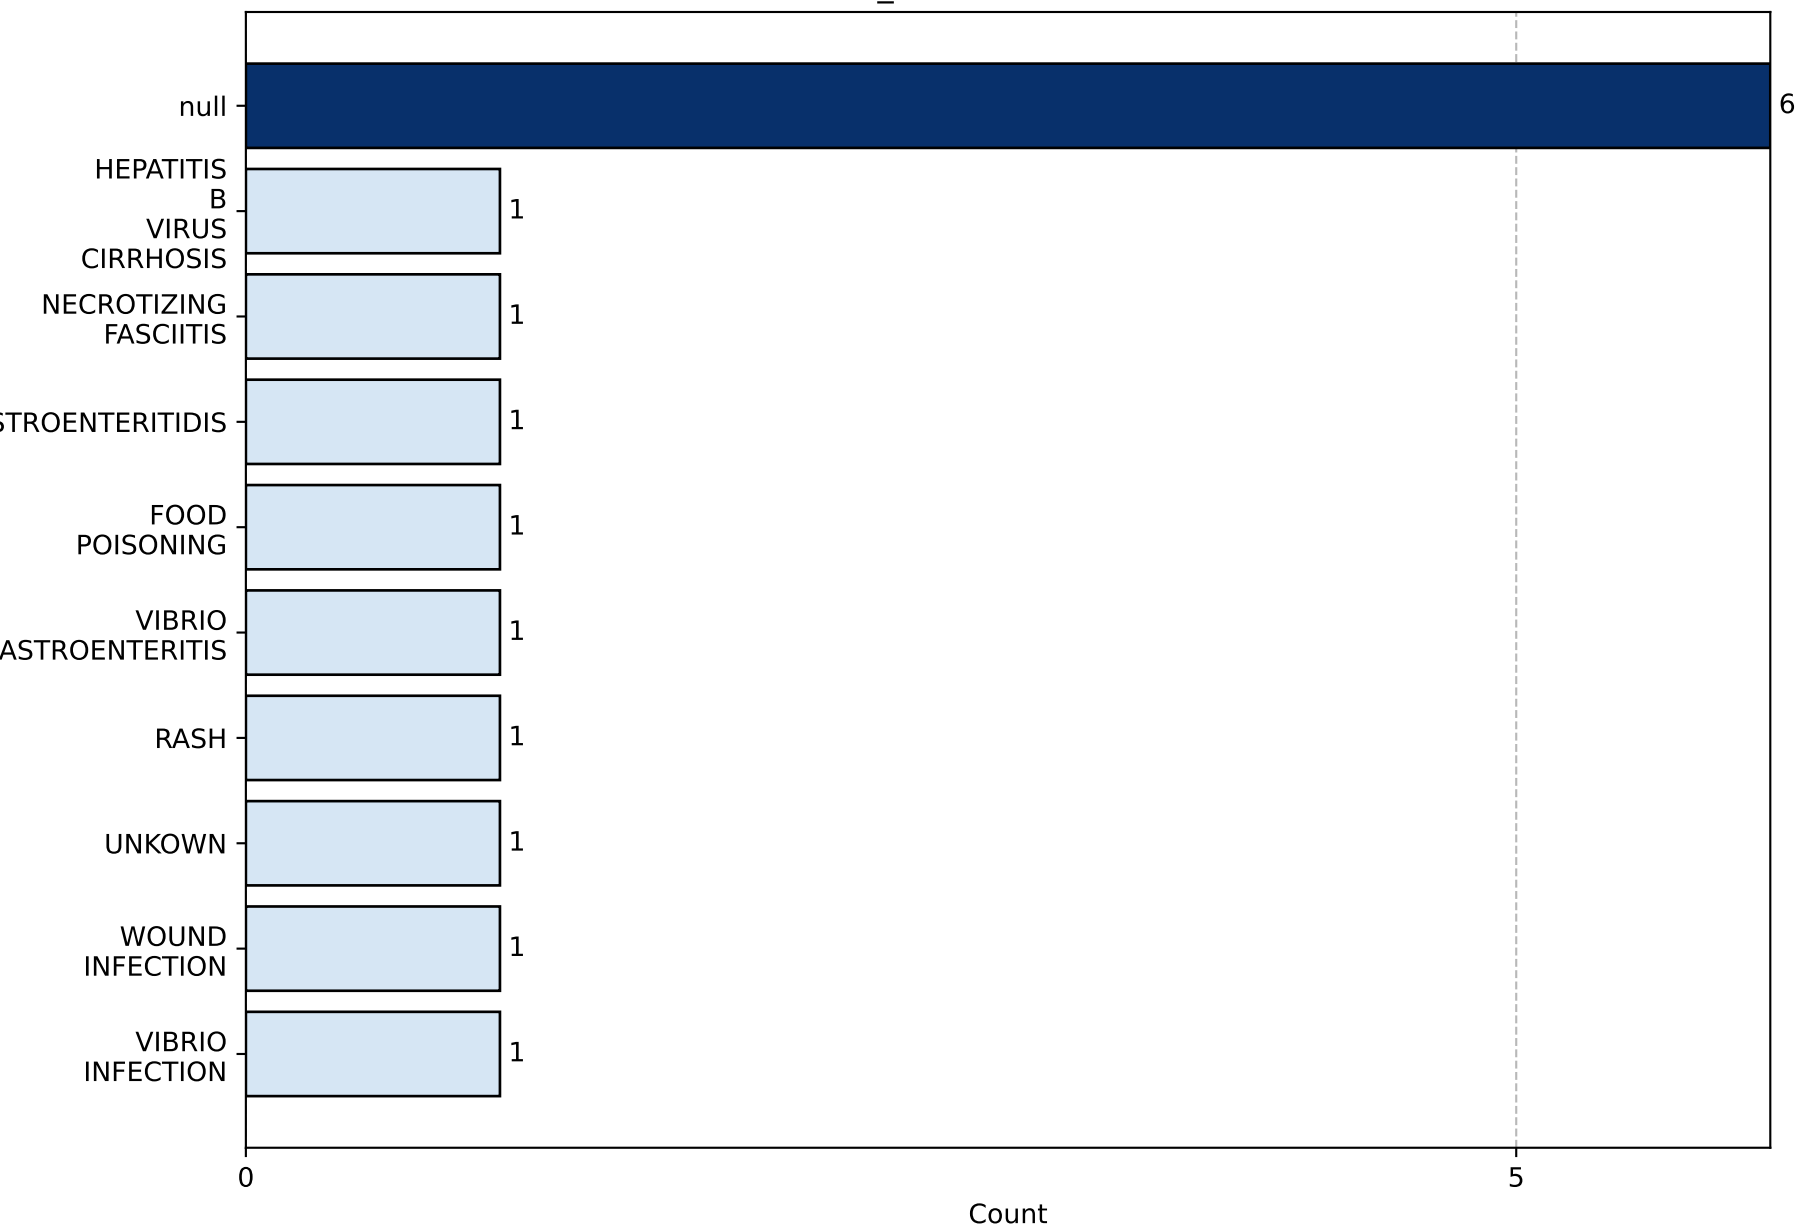 null
6
HEPATITIS
B
VIRUS
CIRRHOSIS
1
NECROTIZING
FASCIITIS
1
STROENTERITIDIS
1
FOOD
POISONING
1
VIBRIO
ASTROENTERITIS
1
RASH
1
UNKOWN
1
WOUND
INFECTION
1
VIBRIO
INFECTION
1
0
5
Count